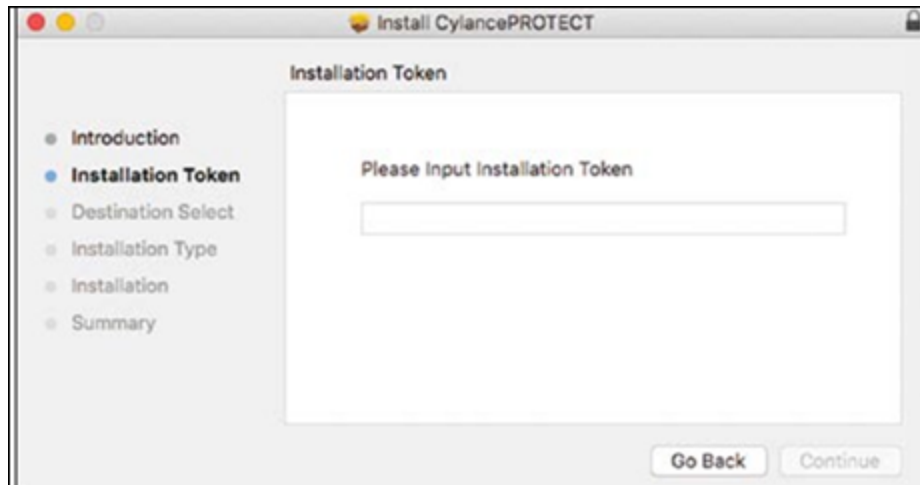 Install CylancePROTECT
Installation Token
Introduction
Installation Token
Destination Select
Installation Type
Installation
Summary
Please Input Installation Token
Go Back
Continue